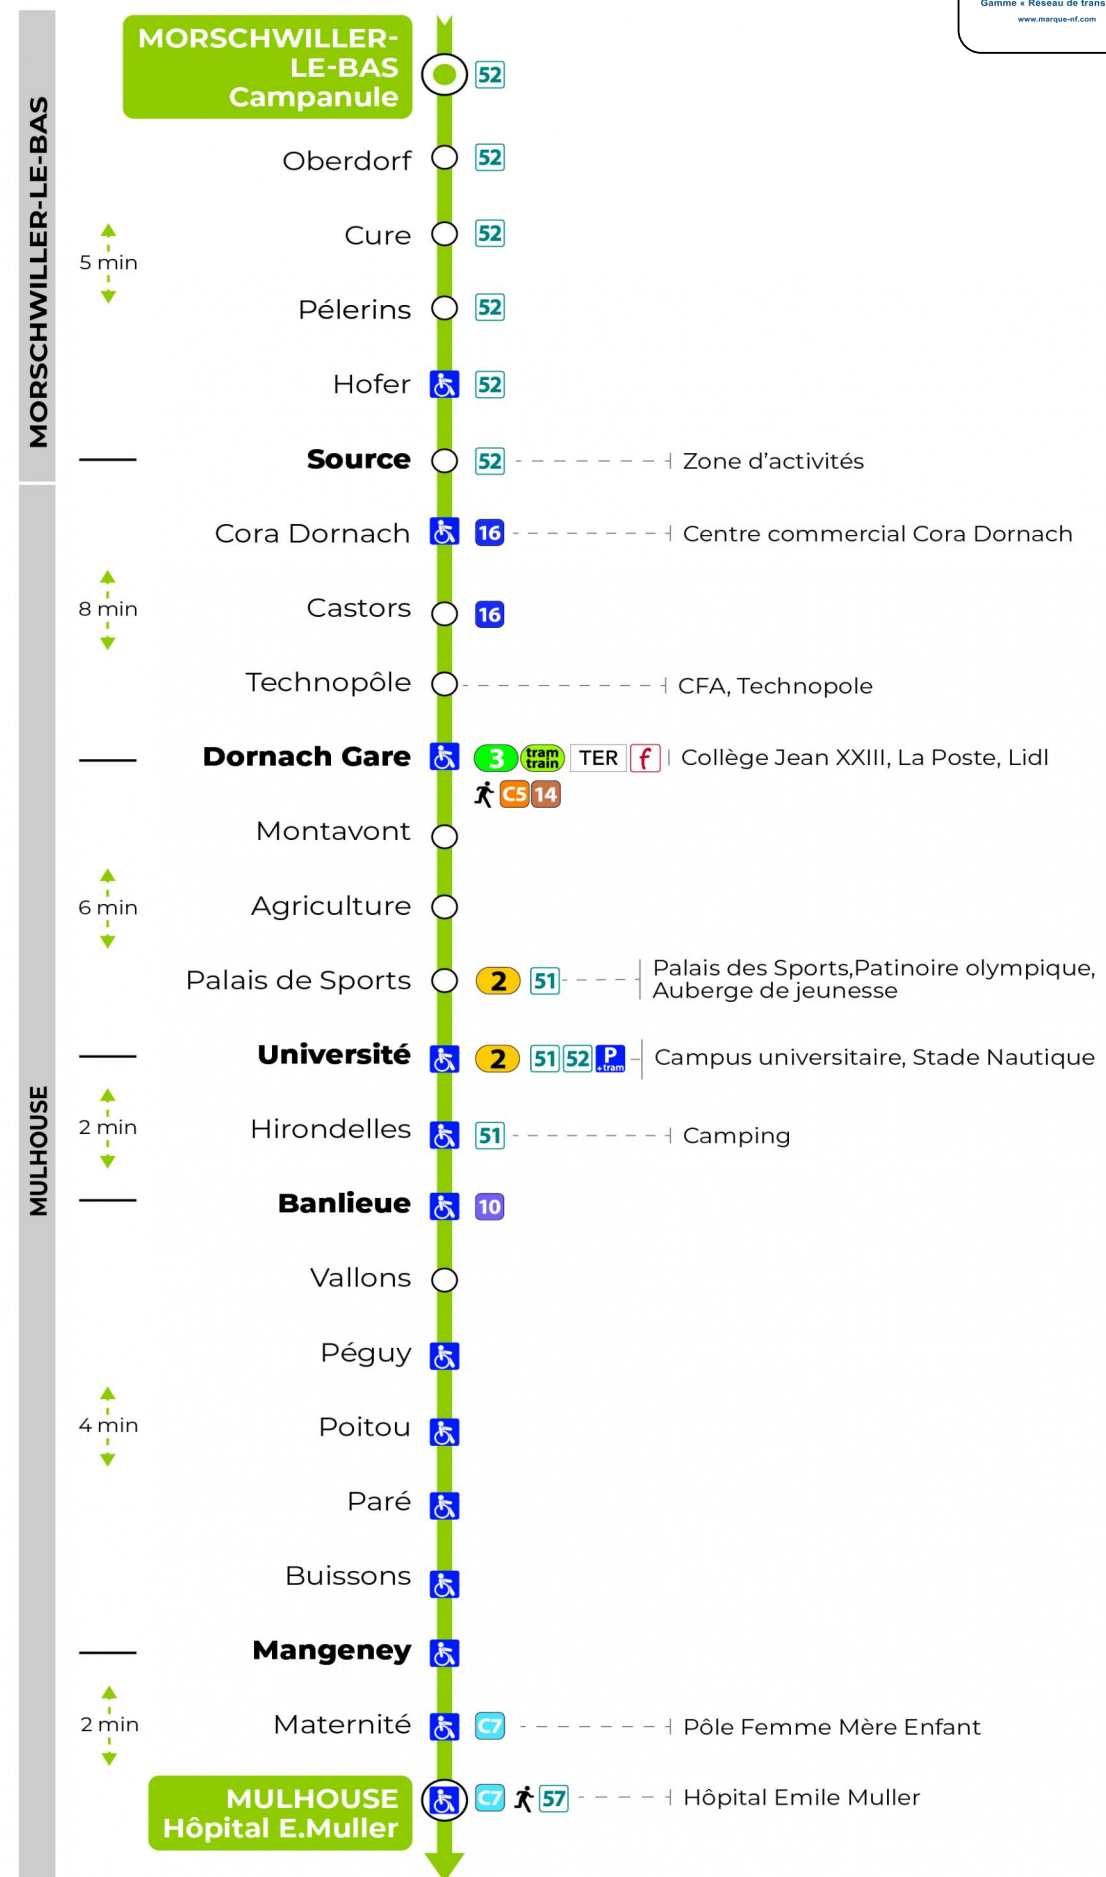 Gamme « Réseau de trans
www.marque-nf.com
MORSCHWILLER-LE-BAS
MORSCHWILLER-
LE-BAS
Campanule
52
Oberdorf 52
Cure 52
5 min
Pélerins 52
Hofer 52
Source 52 Zone d’activités
MULHOUSE
Cora Dornach 16 Centre commercial Cora Dornach
8 min
Castors 16
Technopôle CFA, Technopole
Dornach Gare 3 tram train TER f Collège Jean XXIII, La Poste, Lidl
C5 14
Montavont
6 min
Agriculture
Palais de Sports 2 51 Palais des Sports,Patinoire olympique,
Auberge de jeunesse
Université 2 51 52 P +tram Campus universitaire, Stade Nautique
2 min
Hirondelles 51 Camping
Banlieue 10
Vallons
Péguy
4 min
Poitou
Paré
Buissons
Mangeney
2 min
Maternité C7 Pôle Femme Mère Enfant
MULHOUSE
Hôpital E.Muller
C7 57 Hôpital Emile Muller